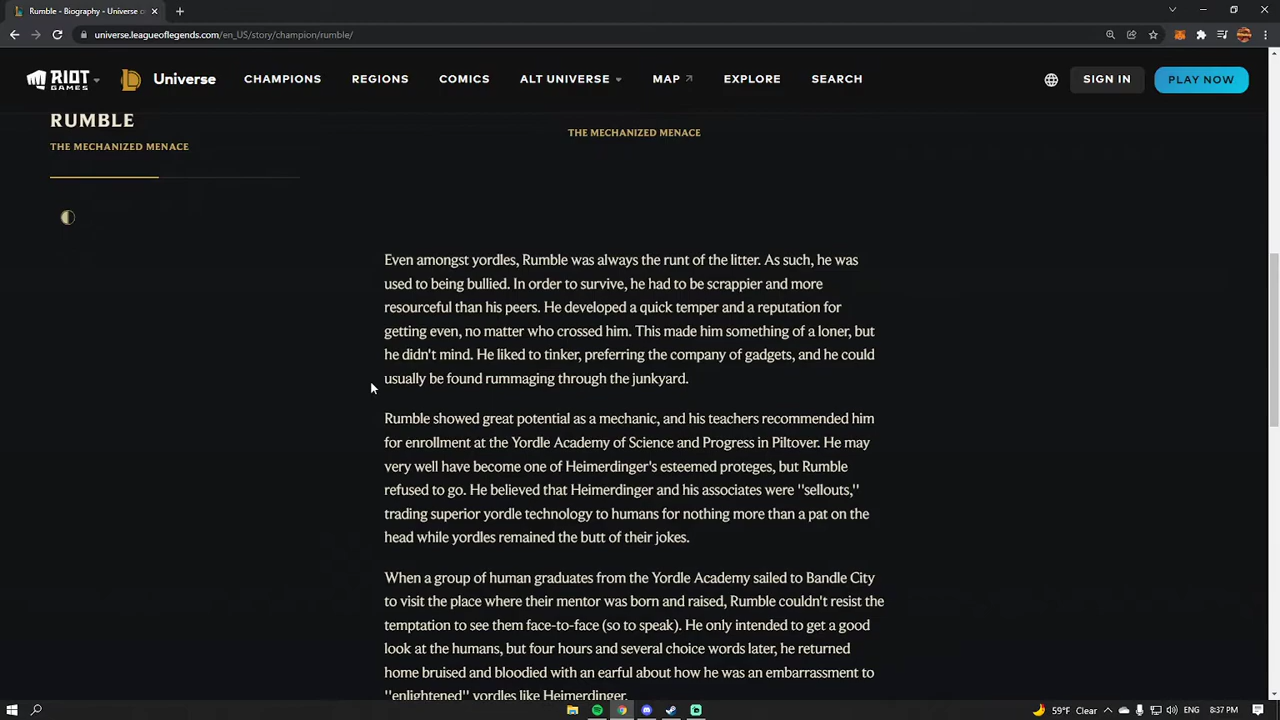 Rumble - Biography - Universe o
universe.leagueoflegends.com/en_US/story/champion/rumble/
RIOT GAMES
Universe
CHAMPIONS
REGIONS
COMICS
ALT UNIVERSE
MAP
EXPLORE
SEARCH
SIGN IN
PLAY NOW
RUMBLE
THE MECHANIZED MENACE
THE MECHANIZED MENACE
Even amongst yordles, Rumble was always the runt of the litter. As such, he was
used to being bullied. In order to survive, he had to be scrappier and more
resourceful than his peers. He developed a quick temper and a reputation for
getting even, no matter who crossed him. This made him something of a loner, but
he didn't mind. He liked to tinker, preferring the company of gadgets, and he could
usually be found rummaging through the junkyard.
Rumble showed great potential as a mechanic, and his teachers recommended him
for enrollment at the Yordle Academy of Science and Progress in Piltover. He may
very well have become one of Heimerdinger's esteemed proteges, but Rumble
refused to go. He believed that Heimerdinger and his associates were "sellouts,"
trading superior yordle technology to humans for nothing more than a pat on the
head while yordles remained the butt of their jokes.
When a group of human graduates from the Yordle Academy sailed to Bandle City
to visit the place where their mentor was born and raised, Rumble couldn't resist the
temptation to see them face-to-face (so to speak). He only intended to get a good
look at the humans, but four hours and several choice words later, he returned
home bruised and bloodied with an earful about how he was an embarrassment to
"enlightened" yordles like Heimerdinger.
59°F Clear
8:37 PM